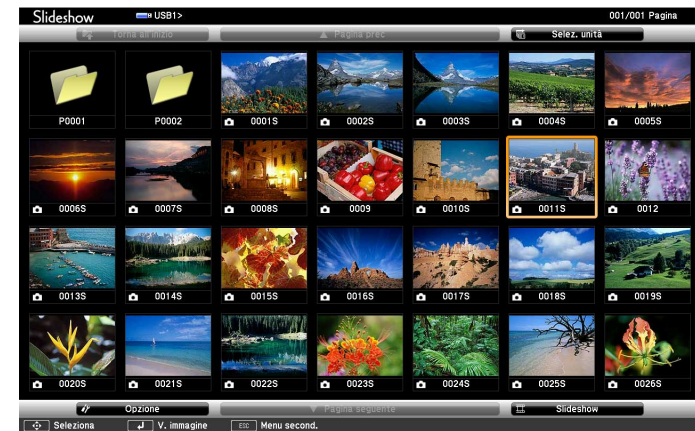 Slideshow USB1> 001/001 Pagina
Torna all'inizio Pagina prec Selez. unità
P0001 P0002 0001S 0002S 0003S 0004S 0005S
0006S 0007S 0008S 0009 0010S 0011S 0012
0013S 0014S 0015S 0016S 0017S 0018S 0019S
0020S 0021S 0022S 0023S 0024S 0025S 0026S
Opzione Pagina seguente Slideshow
Seleziona V. immagine ESC Menu second.